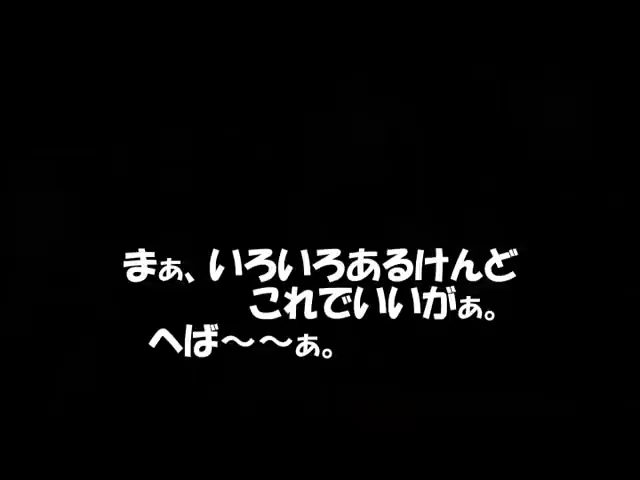 まぁ、いろいろあるけんど
これでいいがぁ。
へば～～ぁ。